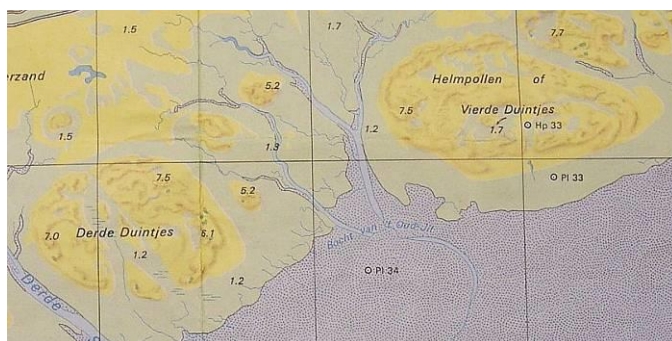 1.5
1.7
7.7
erzand
5.2
Helmpollen of
7.5
Vierde Duintjes
1.5
1.2
1.7
Hp 33
1.3
7.5
5.2
Pl 33
7.0
Derde Duintjes
6.1
1.2
Bocht van 't Oud-Jil
Pl 34
1.2
Derde